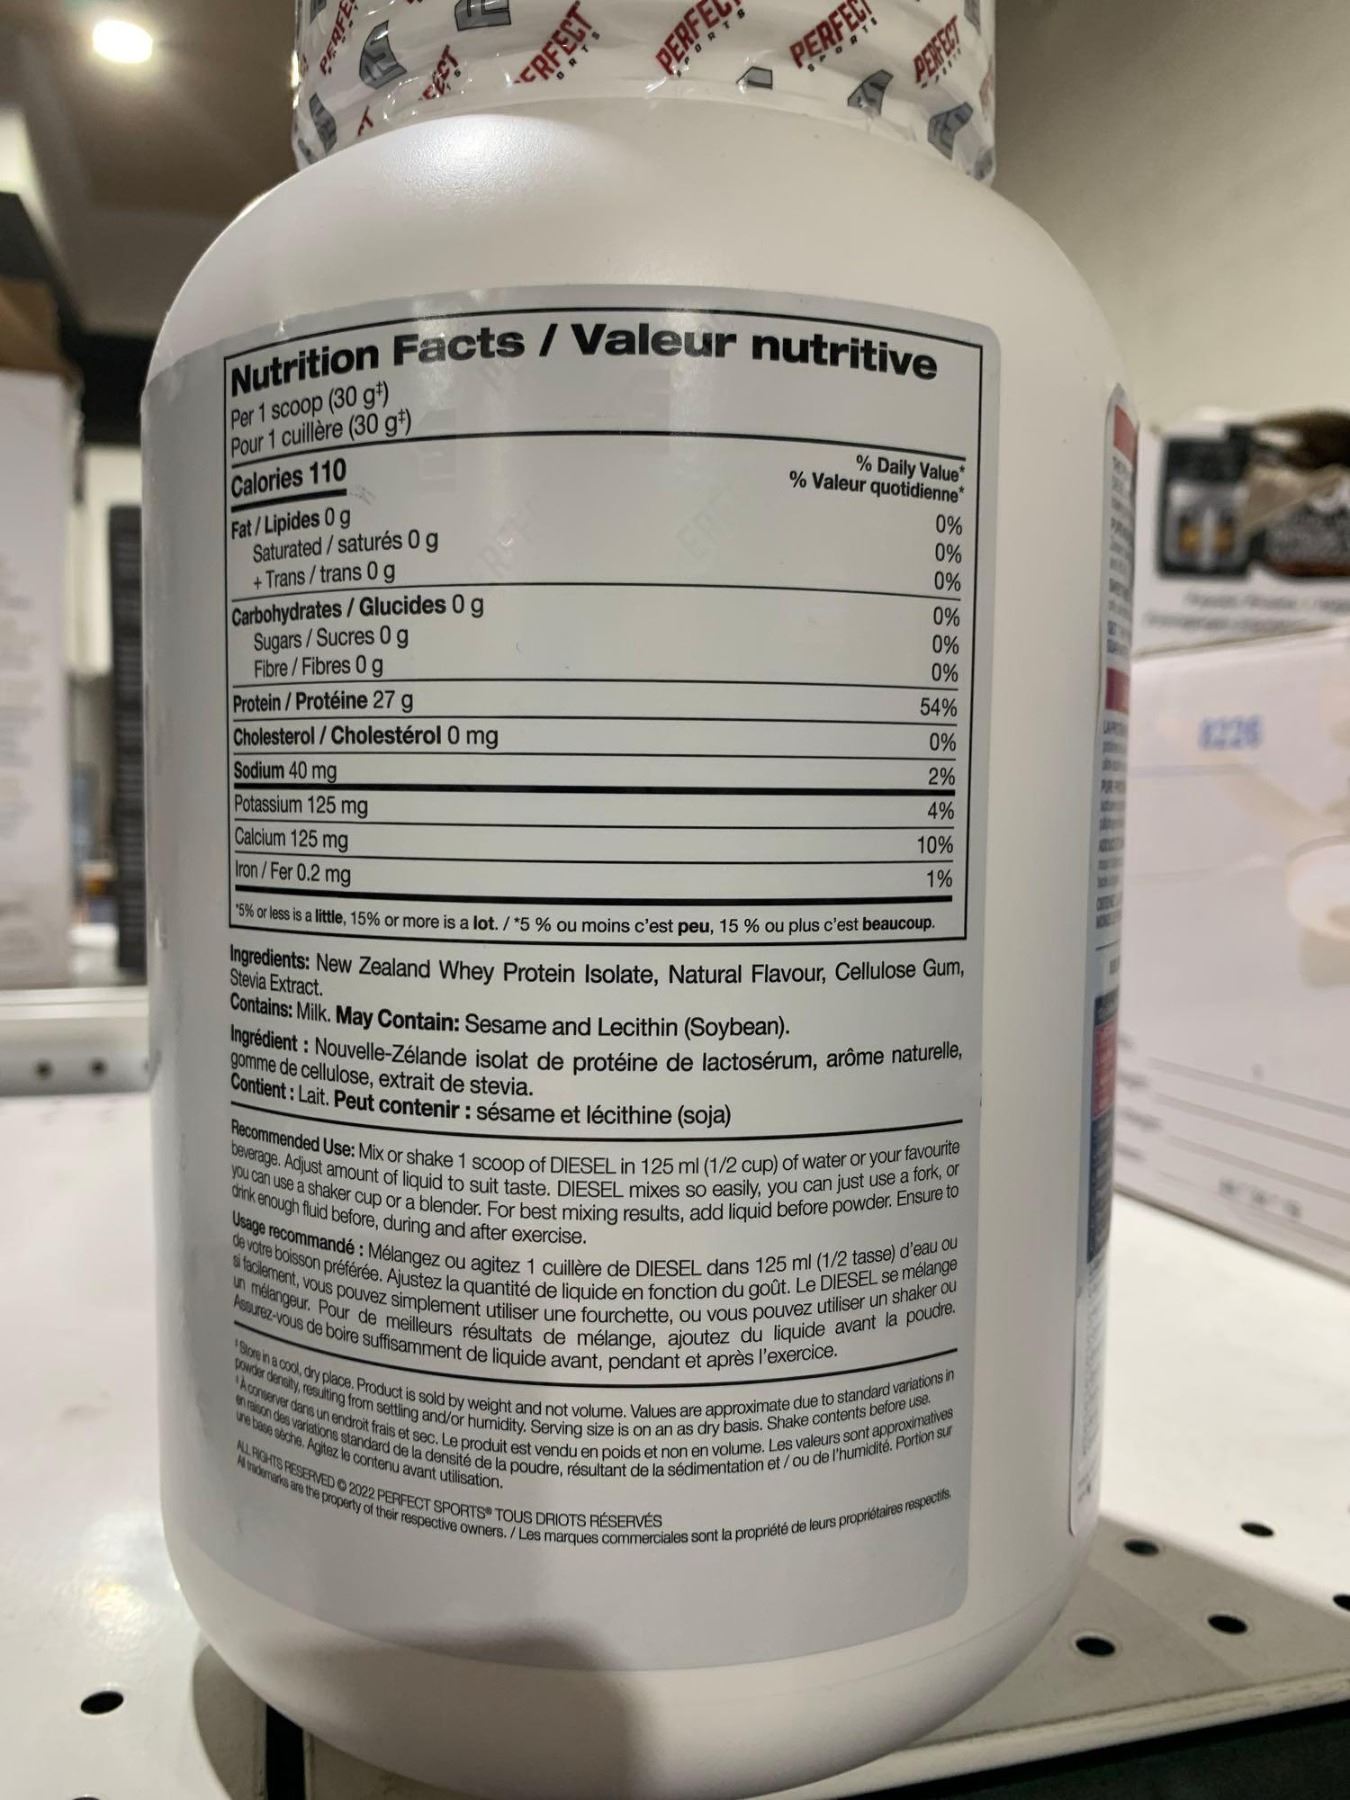 PERFECT SPORTS PERFECT SPORTS PERFECT SPORTS PERFECT
Nutrition Facts / Valeur nutritive
Per 1 scoop (30 g‡)
Pour 1 cuillère (30 g‡)
Calories 110
% Daily Value*
% Valeur quotidienne*
Fat / Lipides 0 g 0%
Saturated / saturés 0 g 0%
+ Trans / trans 0 g 0%
Carbohydrates / Glucides 0 g 0%
Sugars / Sucres 0 g 0%
Fibre / Fibres 0 g 0%
Protein / Protéine 27 g 54%
Cholesterol / Cholestérol 0 mg 0%
Sodium 40 mg 2%
Potassium 125 mg 4%
Calcium 125 mg 10%
Iron / Fer 0.2 mg 1%
*5% or less is a little, 15% or more is a lot. / *5 % ou moins c'est peu, 15 % ou plus c'est beaucoup.
Ingredients: New Zealand Whey Protein Isolate, Natural Flavour, Cellulose Gum,
Stevia Extract.
Contains: Milk. May Contain: Sesame and Lecithin (Soybean).
Ingrédient : Nouvelle-Zélande isolat de protéine de lactosérum, arôme naturelle,
gomme de cellulose, extrait de stevia.
Contient : Lait. Peut contenir : sésame et lécithine (soja)
Recommended Use: Mix or shake 1 scoop of DIESEL in 125 ml (1/2 cup) of water or your favourite
beverage. Adjust amount of liquid to suit taste. DIESEL mixes so easily, you can just use a fork, or
you can use a shaker cup or a blender. For best mixing results, add liquid before powder. Ensure to
drink enough fluid before, during and after exercise.
Usage recommandé : Mélangez ou agitez 1 cuillère de DIESEL dans 125 ml (1/2 tasse) d'eau ou
de votre boisson préférée. Ajustez la quantité de liquide en fonction du goût. Le DIESEL se mélange
si facilement, vous pouvez simplement utiliser une fourchette, ou vous pouvez utiliser un shaker ou
un mélangeur. Pour de meilleurs résultats de mélange, ajoutez du liquide avant la poudre.
Assurez-vous de boire suffisamment de liquide avant, pendant et après l'exercice.
‡Store in a cool, dry place. Product is sold by weight and not volume. Values are approximate due to standard variations in
powder density, resulting from settling and/or humidity. Serving size is on an as dry basis. Shake contents before use.
‡À conserver dans un endroit frais et sec. Le produit est vendu en poids et non en volume. Les valeurs sont approximatives
en raison des variations standard de la densité de la poudre, résultant de la sédimentation et / ou de l'humidité. Portion sur
une base sèche. Agitez le contenu avant utilisation.
ALL RIGHTS RESERVED © 2022 PERFECT SPORTS® TOUS DRIOTS RÉSERVÉS
All trademarks are the property of their respective owners. / Les marques commerciales sont la propriété de leurs propriétaires respectifs.
8226